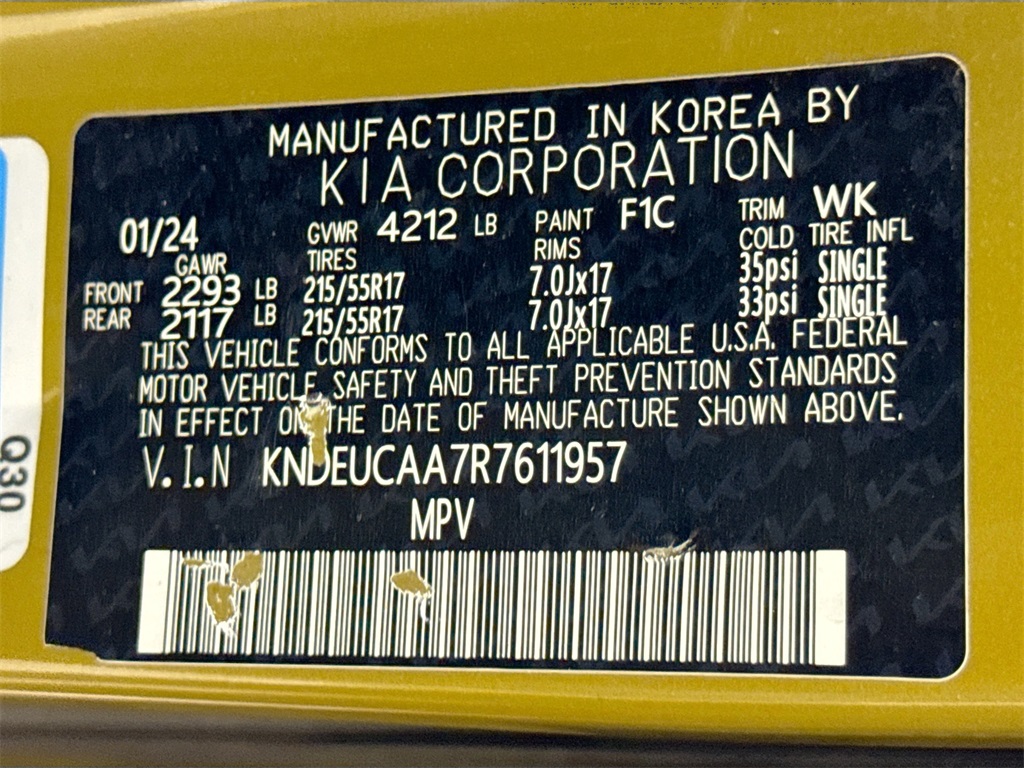 MANUFACTURED IN KOREA BY
KIA CORPORATION
01/24 GVWR 4212 LB PAINT F1C TRIM WK
GAWR TIRES RIMS COLD TIRE INFL
FRONT 2293 LB 215/55R17 7.0Jx17 35psi SINGLE
REAR 2117 LB 215/55R17 7.0Jx17 33psi SINGLE
THIS VEHICLE CONFORMS TO ALL APPLICABLE U.S.A. FEDERAL
MOTOR VEHICLE SAFETY AND THEFT PREVENTION STANDARDS
IN EFFECT ON THE DATE OF MANUFACTURE SHOWN ABOVE.
V.I.N KNDEUCAA7R7611957
MPV
Q30